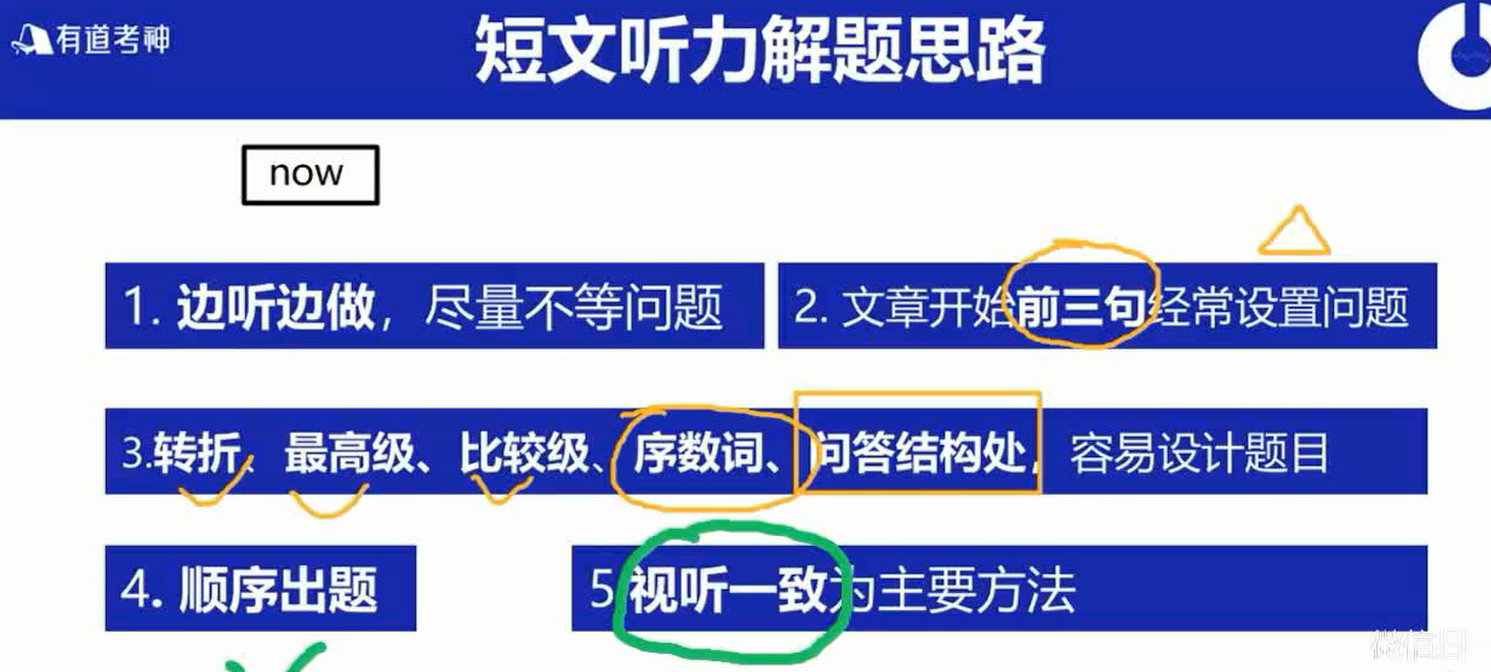 有道考神
短文听力解题思路
now
1. 边听边做，尽量不等问题
2. 文章开始前三句经常设置问题
3.转折、最高级、比较级、序数词、问答结构处，容易设计题目
4. 顺序出题
5 视听一致为主要方法